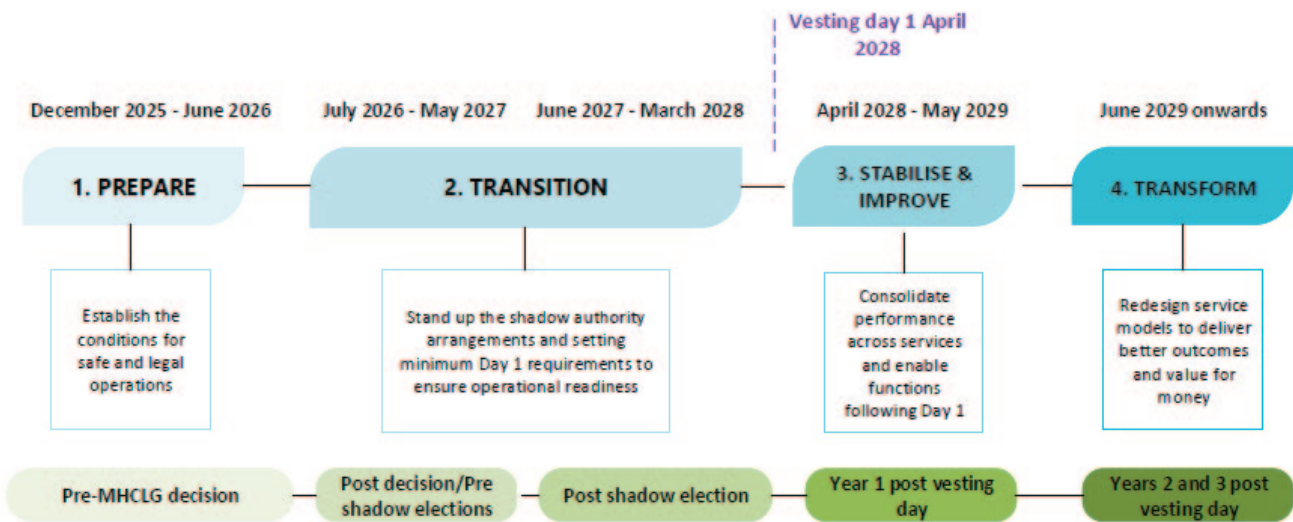 Vesting day 1 April
2028
December 2025 - June 2026
July 2026 - May 2027
June 2027 - March 2028
April 2028 - May 2029
June 2029 onwards
1. PREPARE
2. TRANSITION
3. STABILISE &
IMPROVE
4. TRANSFORM
Establish the
conditions for
safe and legal
operations
Stand up the shadow authority
arrangements and setting
minimum Day 1 requirements to
ensure operational readiness
Consolidate
performance
across services
and enable
functions
following Day 1
Redesign service
models to deliver
better outcomes
and value for
money
Pre-MHCLG decision
Post decision/Pre
shadow elections
Post shadow election
Year 1 post vesting
day
Years 2 and 3 post
vesting day